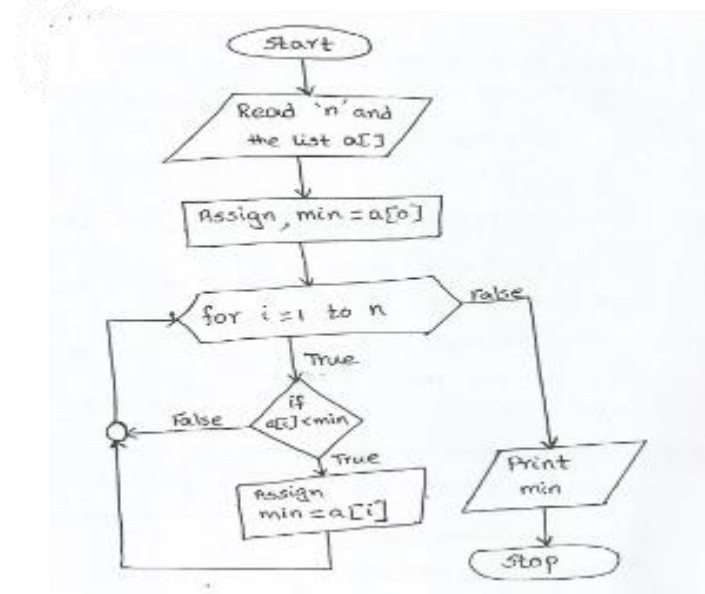 Start
Read 'n' and
the list a[]
Assign, min = a[0]
for i = 1 to n
False
True
if
a[i] < min
False
True
Assign
min = a[i]
Print
min
Stop